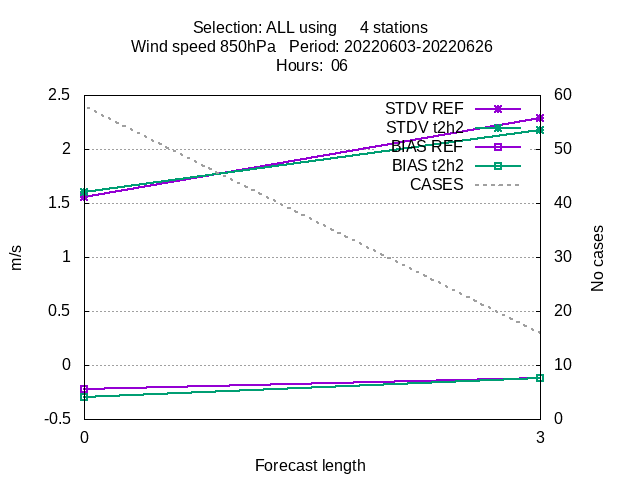 Selection: ALL using 4 stations
Wind speed 850hPa Period: 20220603-20220626
Hours: 06
2.5
2
1.5
1
0.5
0
-0.5
60
50
40
30
20
10
0
STDV REF
STDV t2h2
BIAS REF
BIAS t2h2
CASES
m/s
No cases
0
3
Forecast length